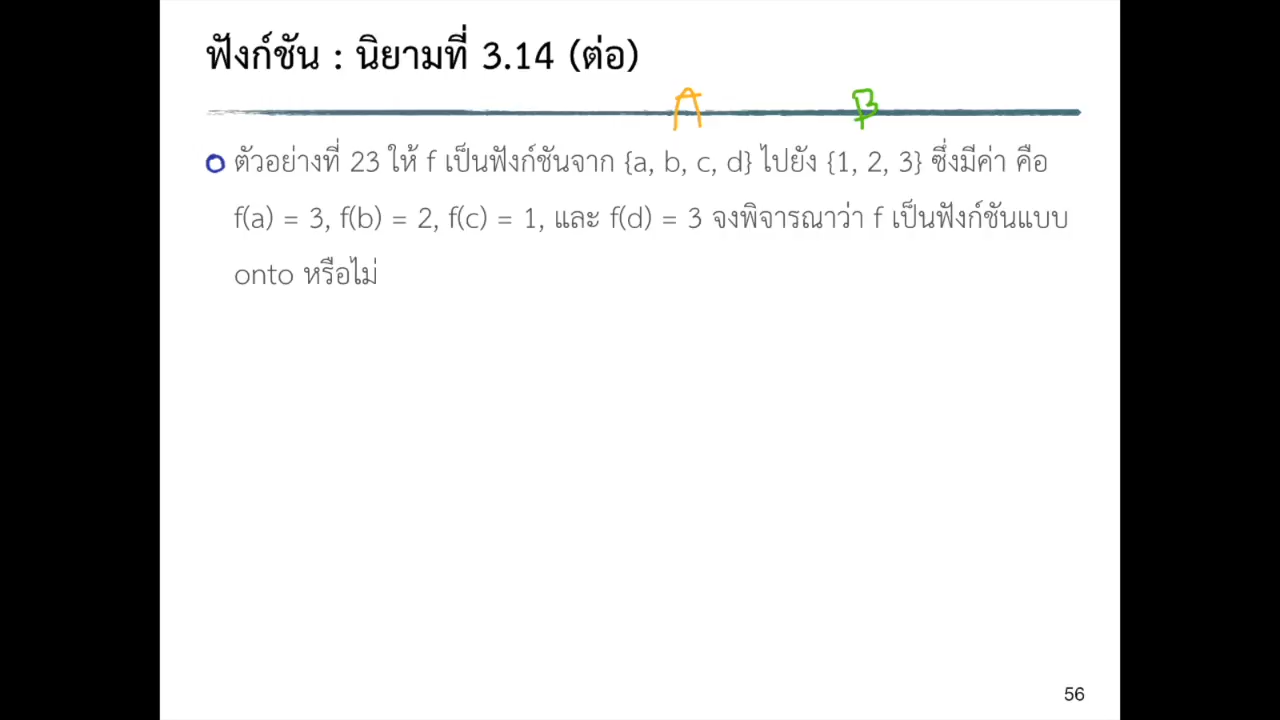 ฟังก์ชัน : นิยามที่ 3.14 (ต่อ)
A B
ตัวอย่างที่ 23 ให้ f เป็นฟังก์ชันจาก {a, b, c, d} ไปยัง {1, 2, 3} ซึ่งมีค่า คือ
f(a) = 3, f(b) = 2, f(c) = 1, และ f(d) = 3 จงพิจารณาว่า f เป็นฟังก์ชันแบบ
onto หรือไม่
56